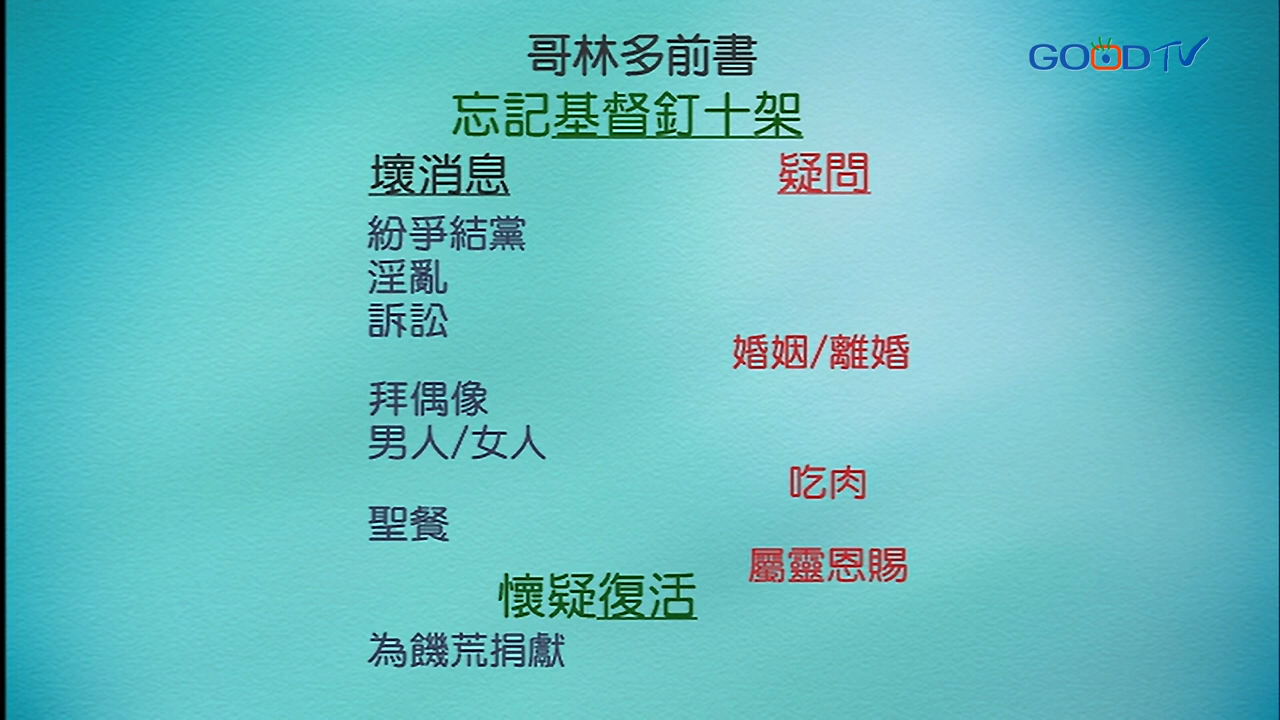 哥林多前書
GOOD TV
忘記基督釘十架
壞消息
疑問
紛爭結黨
淫亂
訴訟
婚姻/離婚
拜偶像
男人/女人
吃肉
聖餐
屬靈恩賜
懷疑復活
為饑荒捐獻